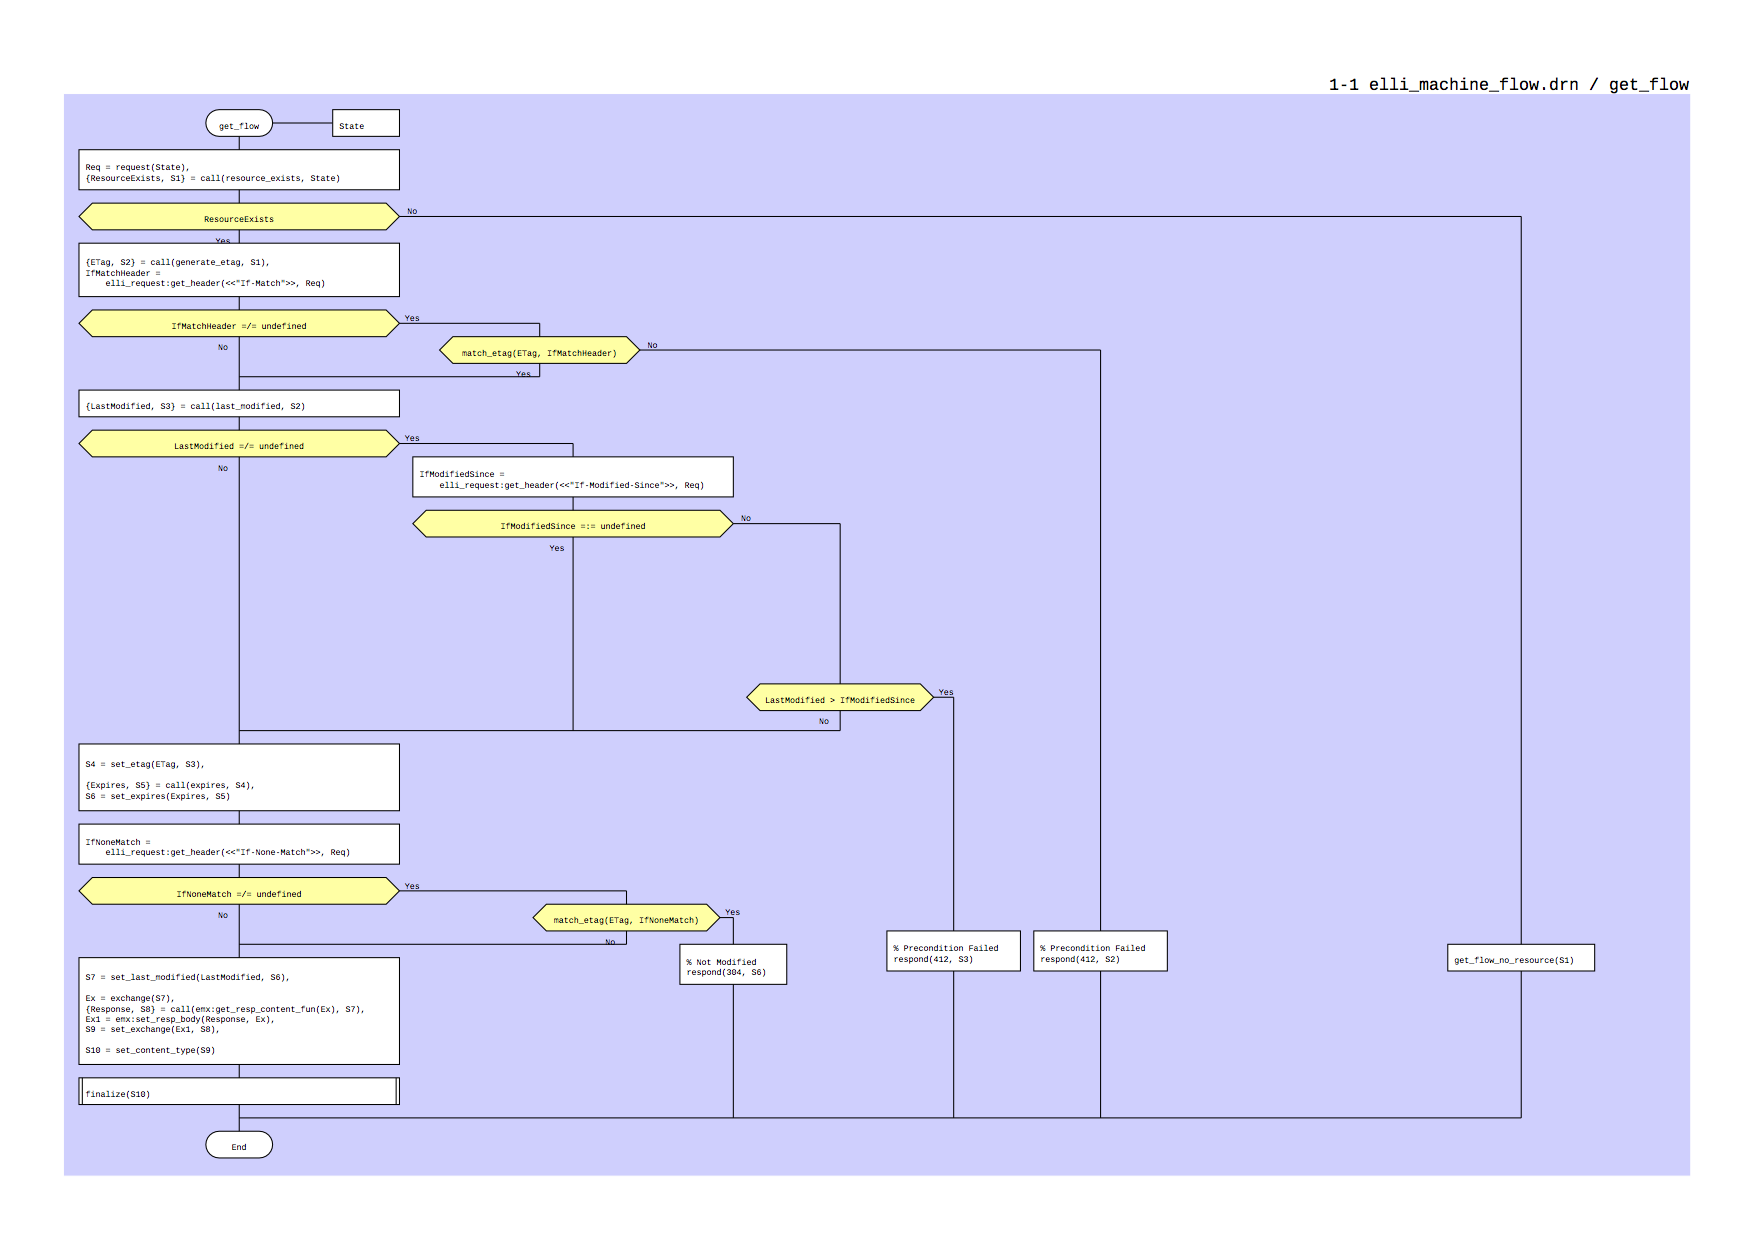 1-1 elli_machine_flow.drn / get_flow
get_flow
State
Req = request(State),
{ResourceExists, S1} = call(resource_exists, State)
ResourceExists
No
Yes
{ETag, S2} = call(generate_etag, S1),
IfMatchHeader =
    elli_request:get_header(<<"If-Match">>, Req)
IfMatchHeader =/= undefined
Yes
No
match_etag(ETag, IfMatchHeader)
No
Yes
{LastModified, S3} = call(last_modified, S2)
LastModified =/= undefined
Yes
No
IfModifiedSince =
    elli_request:get_header(<<"If-Modified-Since">>, Req)
IfModifiedSince =:= undefined
No
Yes
LastModified > IfModifiedSince
Yes
No
S4 = set_etag(ETag, S3),
{Expires, S5} = call(expires, S4),
S6 = set_expires(Expires, S5)
IfNoneMatch =
    elli_request:get_header(<<"If-None-Match">>, Req)
IfNoneMatch =/= undefined
Yes
No
match_etag(ETag, IfNoneMatch)
Yes
No
% Not Modified
respond(304, S6)
% Precondition Failed
respond(412, S3)
% Precondition Failed
respond(412, S2)
get_flow_no_resource(S1)
S7 = set_last_modified(LastModified, S6),
Ex = exchange(S7),
{Response, S8} = call(emx:get_resp_content_fun(Ex), S7),
Ex1 = emx:set_resp_body(Response, Ex),
S9 = set_exchange(Ex1, S8),
S10 = set_content_type(S9)
finalize(S10)
End